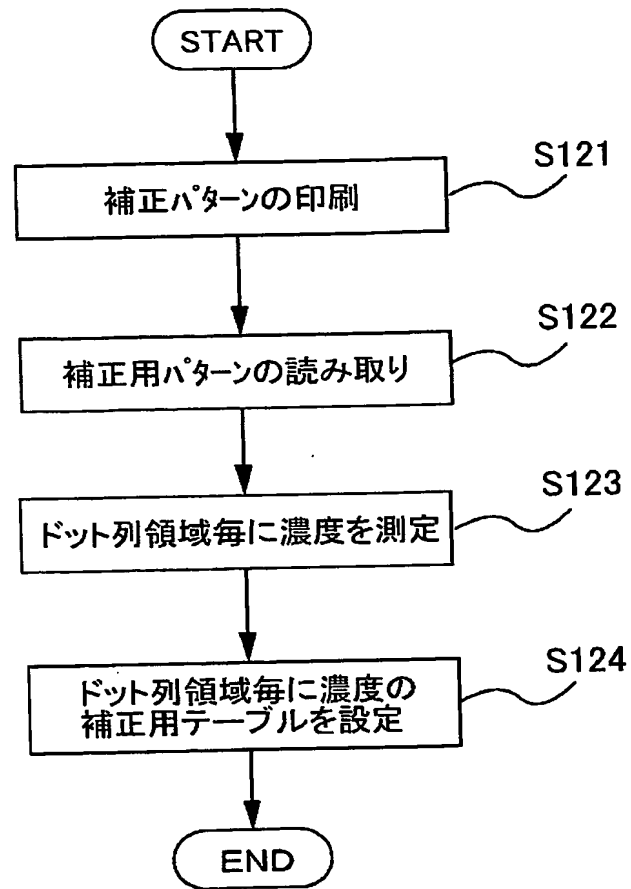 START
S121
補正パターンの印刷
S122
補正用パターンの読み取り
S123
ドット列領域毎に濃度を測定
S124
ドット列領域毎に濃度の
補正用テーブルを設定
END